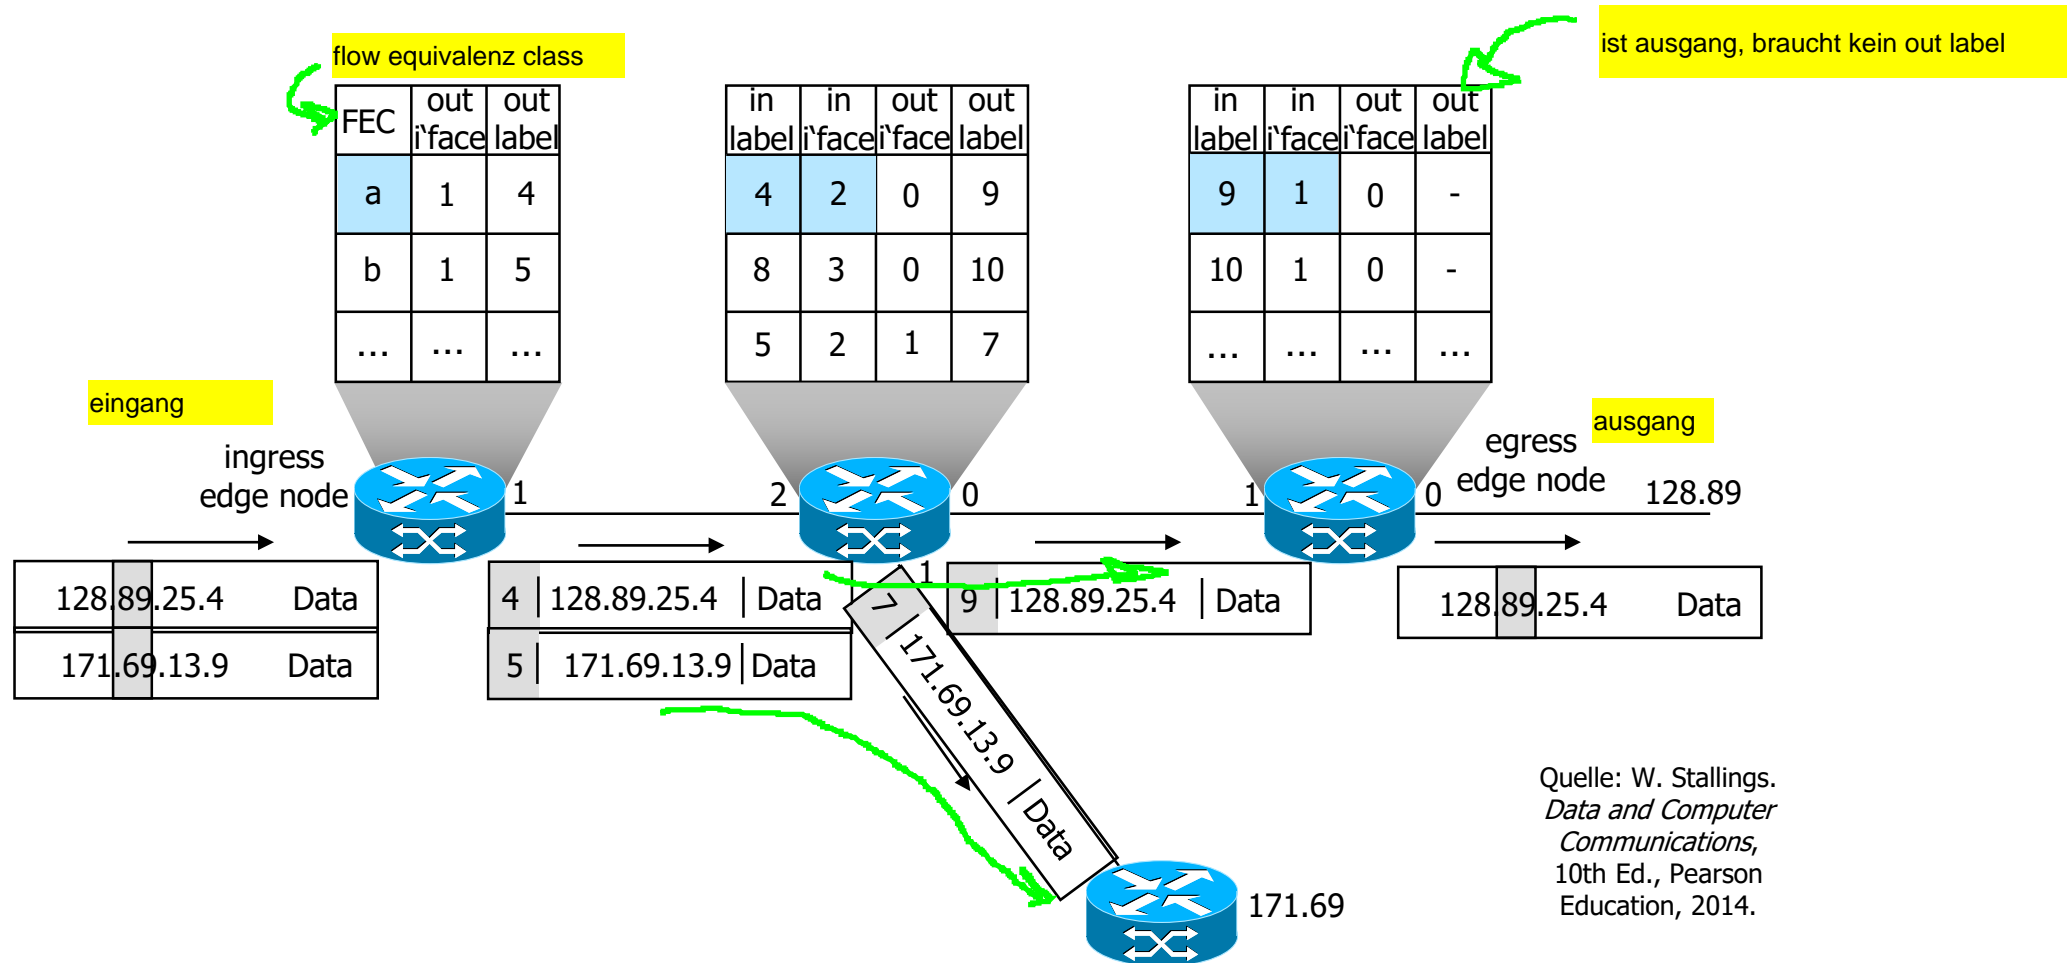 flow equivalenz class
ist ausgang, braucht kein out label
FEC out i‘face out label
a 1 4
b 1 5
... ... ...
in label in i‘face out i‘face out label
4 2 0 9
8 3 0 10
5 2 1 7
in label in i‘face out i‘face out label
9 1 0 -
10 1 0 -
... ... ... ...
eingang
ingress
edge node
1
2
0
1
1
0
ausgang
egress
edge node
128.89
128.89.25.4 Data
171.69.13.9 Data
4 | 128.89.25.4 | Data
5 | 171.69.13.9 | Data
7 | 171.69.13.9 | Data
9 | 128.89.25.4 | Data
128.89.25.4 Data
171.69
Quelle: W. Stallings.
Data and Computer
Communications,
10th Ed., Pearson
Education, 2014.